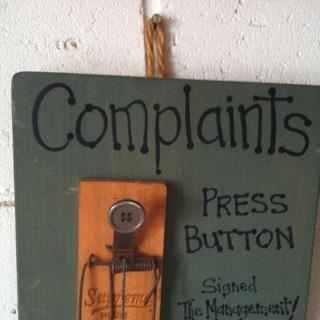 Complaints
PRESS
BUTTON
Signed
The Management!